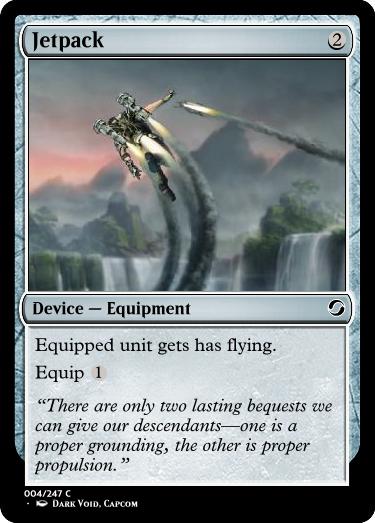 Jetpack 2
Device — Equipment
Equipped unit gets has flying.
Equip 1
“There are only two lasting bequests we
can give our descendants—one is a
proper grounding, the other is proper
propulsion.”
004/247 C
· Dark Void, Capcom